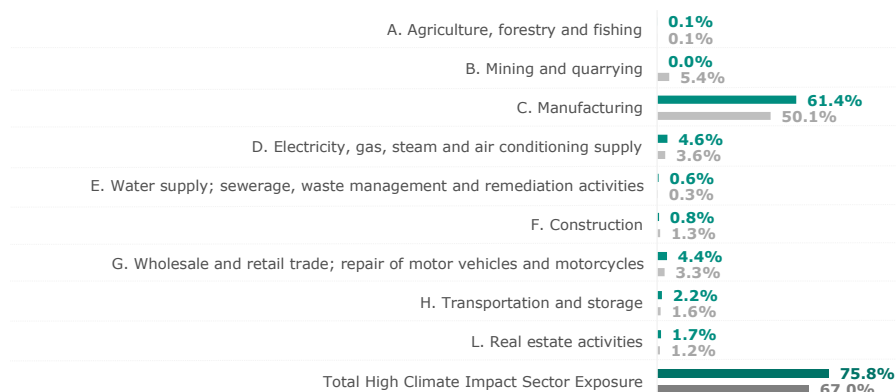 A. Agriculture, forestry and fishing 0.1%
0.1%
B. Mining and quarrying 0.0%
5.4%
C. Manufacturing 61.4%
50.1%
D. Electricity, gas, steam and air conditioning supply 4.6%
3.6%
E. Water supply; sewerage, waste management and remediation activities 0.6%
0.3%
F. Construction 0.8%
1.3%
G. Wholesale and retail trade; repair of motor vehicles and motorcycles 4.4%
3.3%
H. Transportation and storage 2.2%
1.6%
L. Real estate activities 1.7%
1.2%
Total High Climate Impact Sector Exposure 75.8%
67.0%